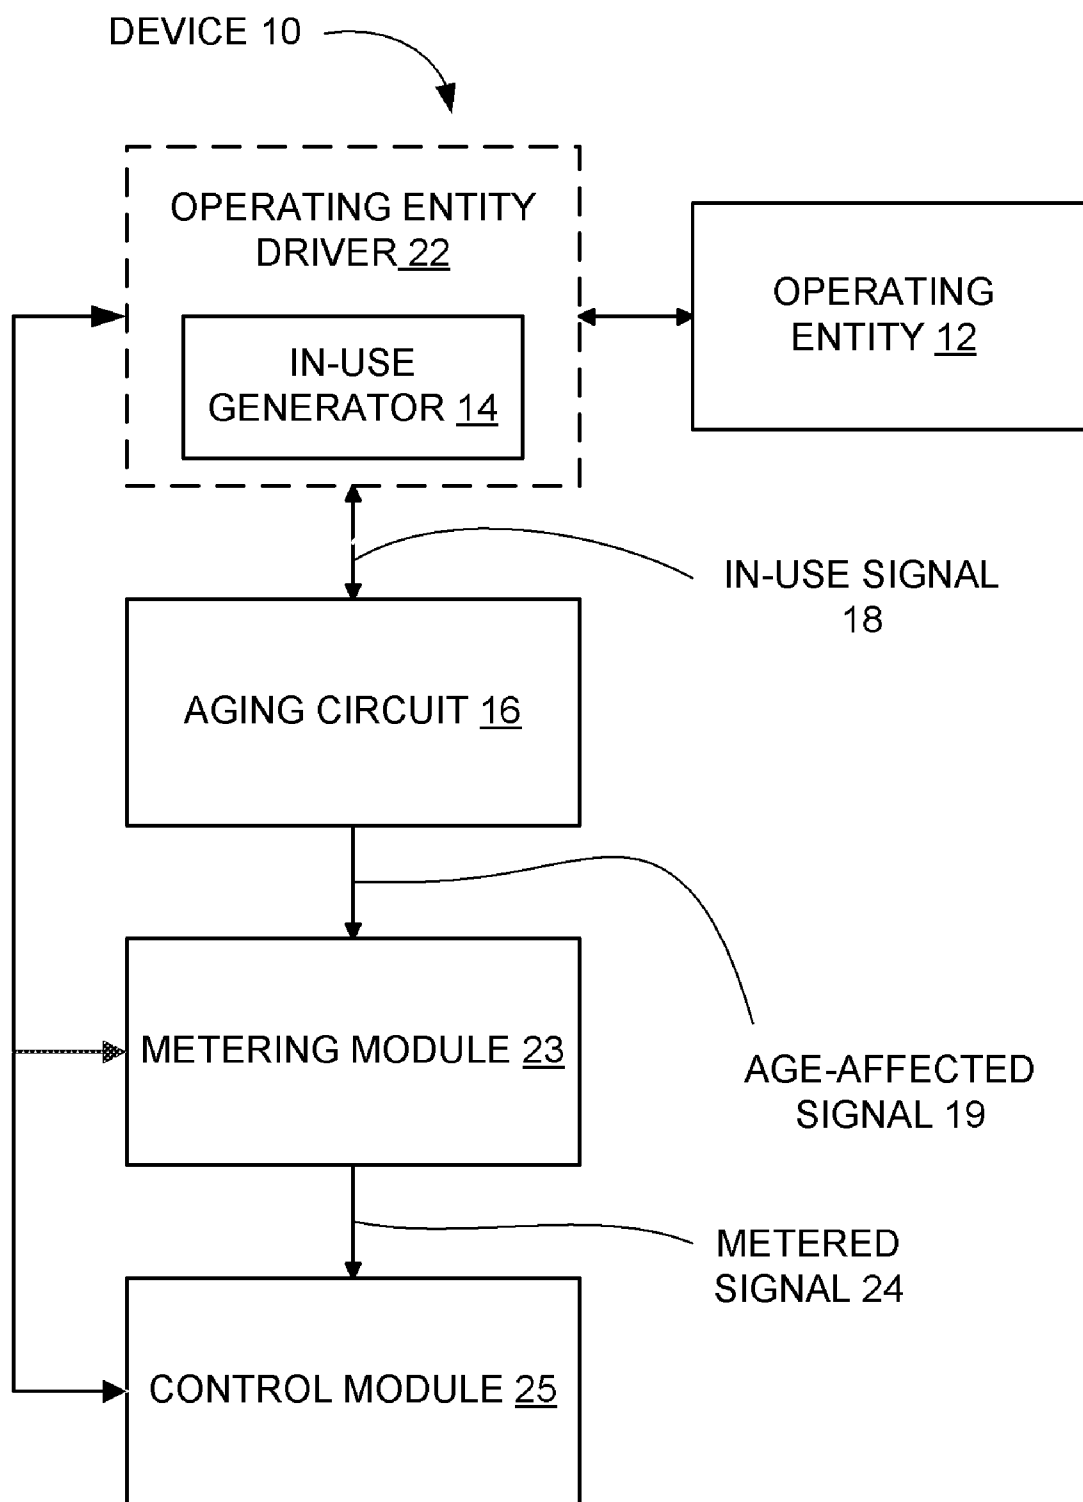 DEVICE 10
OPERATING ENTITY
DRIVER 22
OPERATING
ENTITY 12
IN-USE
GENERATOR 14
IN-USE SIGNAL
18
AGING CIRCUIT 16
METERING MODULE 23
AGE-AFFECTED
SIGNAL 19
METERED
SIGNAL 24
CONTROL MODULE 25